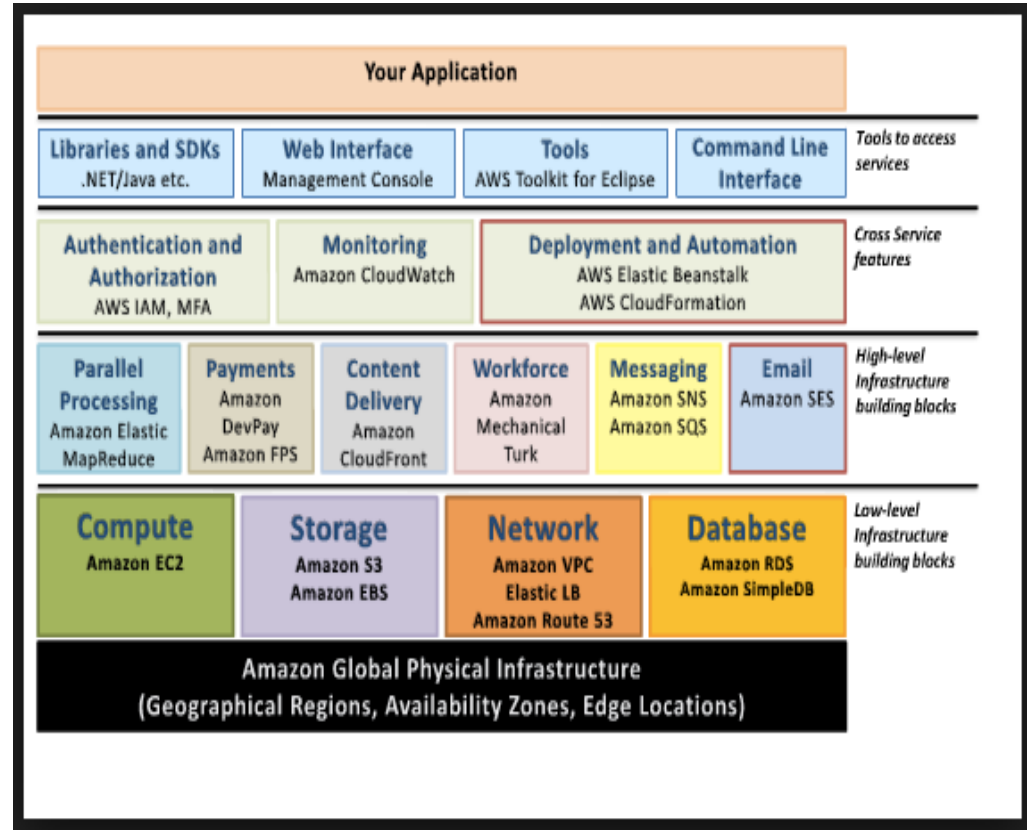 Your Application
Libraries and SDKs
.NET/Java etc.
Web Interface
Management Console
Tools
AWS Toolkit for Eclipse
Command Line
Interface
Tools to access
services
Authentication and
Authorization
AWS IAM, MFA
Monitoring
Amazon CloudWatch
Deployment and Automation
AWS Elastic Beanstalk
AWS CloudFormation
Cross Service
features
Parallel
Processing
Amazon Elastic
MapReduce
Payments
Amazon
DevPay
Amazon FPS
Content
Delivery
Amazon
CloudFront
Workforce
Amazon
Mechanical
Turk
Messaging
Amazon SNS
Amazon SQS
Email
Amazon SES
High-level
Infrastructure
building blocks
Compute
Amazon EC2
Storage
Amazon S3
Amazon EBS
Network
Amazon VPC
Elastic LB
Amazon Route 53
Database
Amazon RDS
Amazon SimpleDB
Low-level
Infrastructure
building blocks
Amazon Global Physical Infrastructure
(Geographical Regions, Availability Zones, Edge Locations)